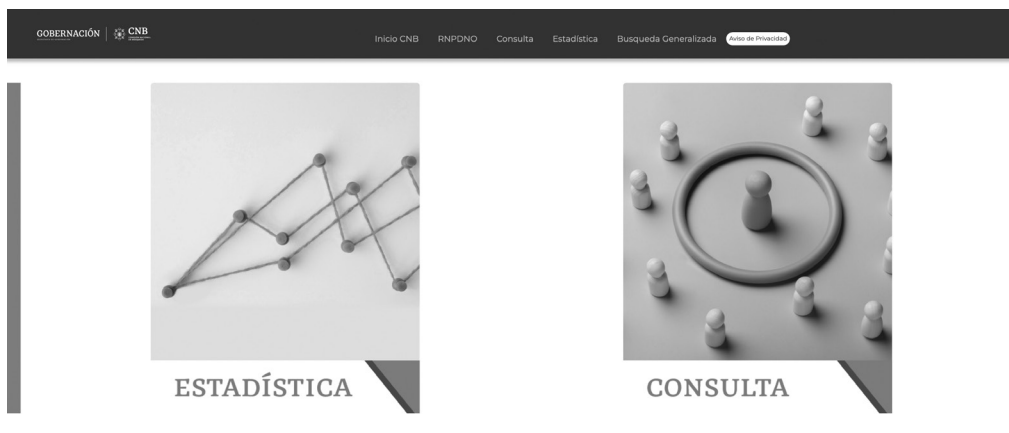 GOBERNACIÓN
CNB
Inicio CNB RNPDNO Consulta Estadística Busqueda Generalizada Aviso de Privacidad
ESTADÍSTICA
CONSULTA